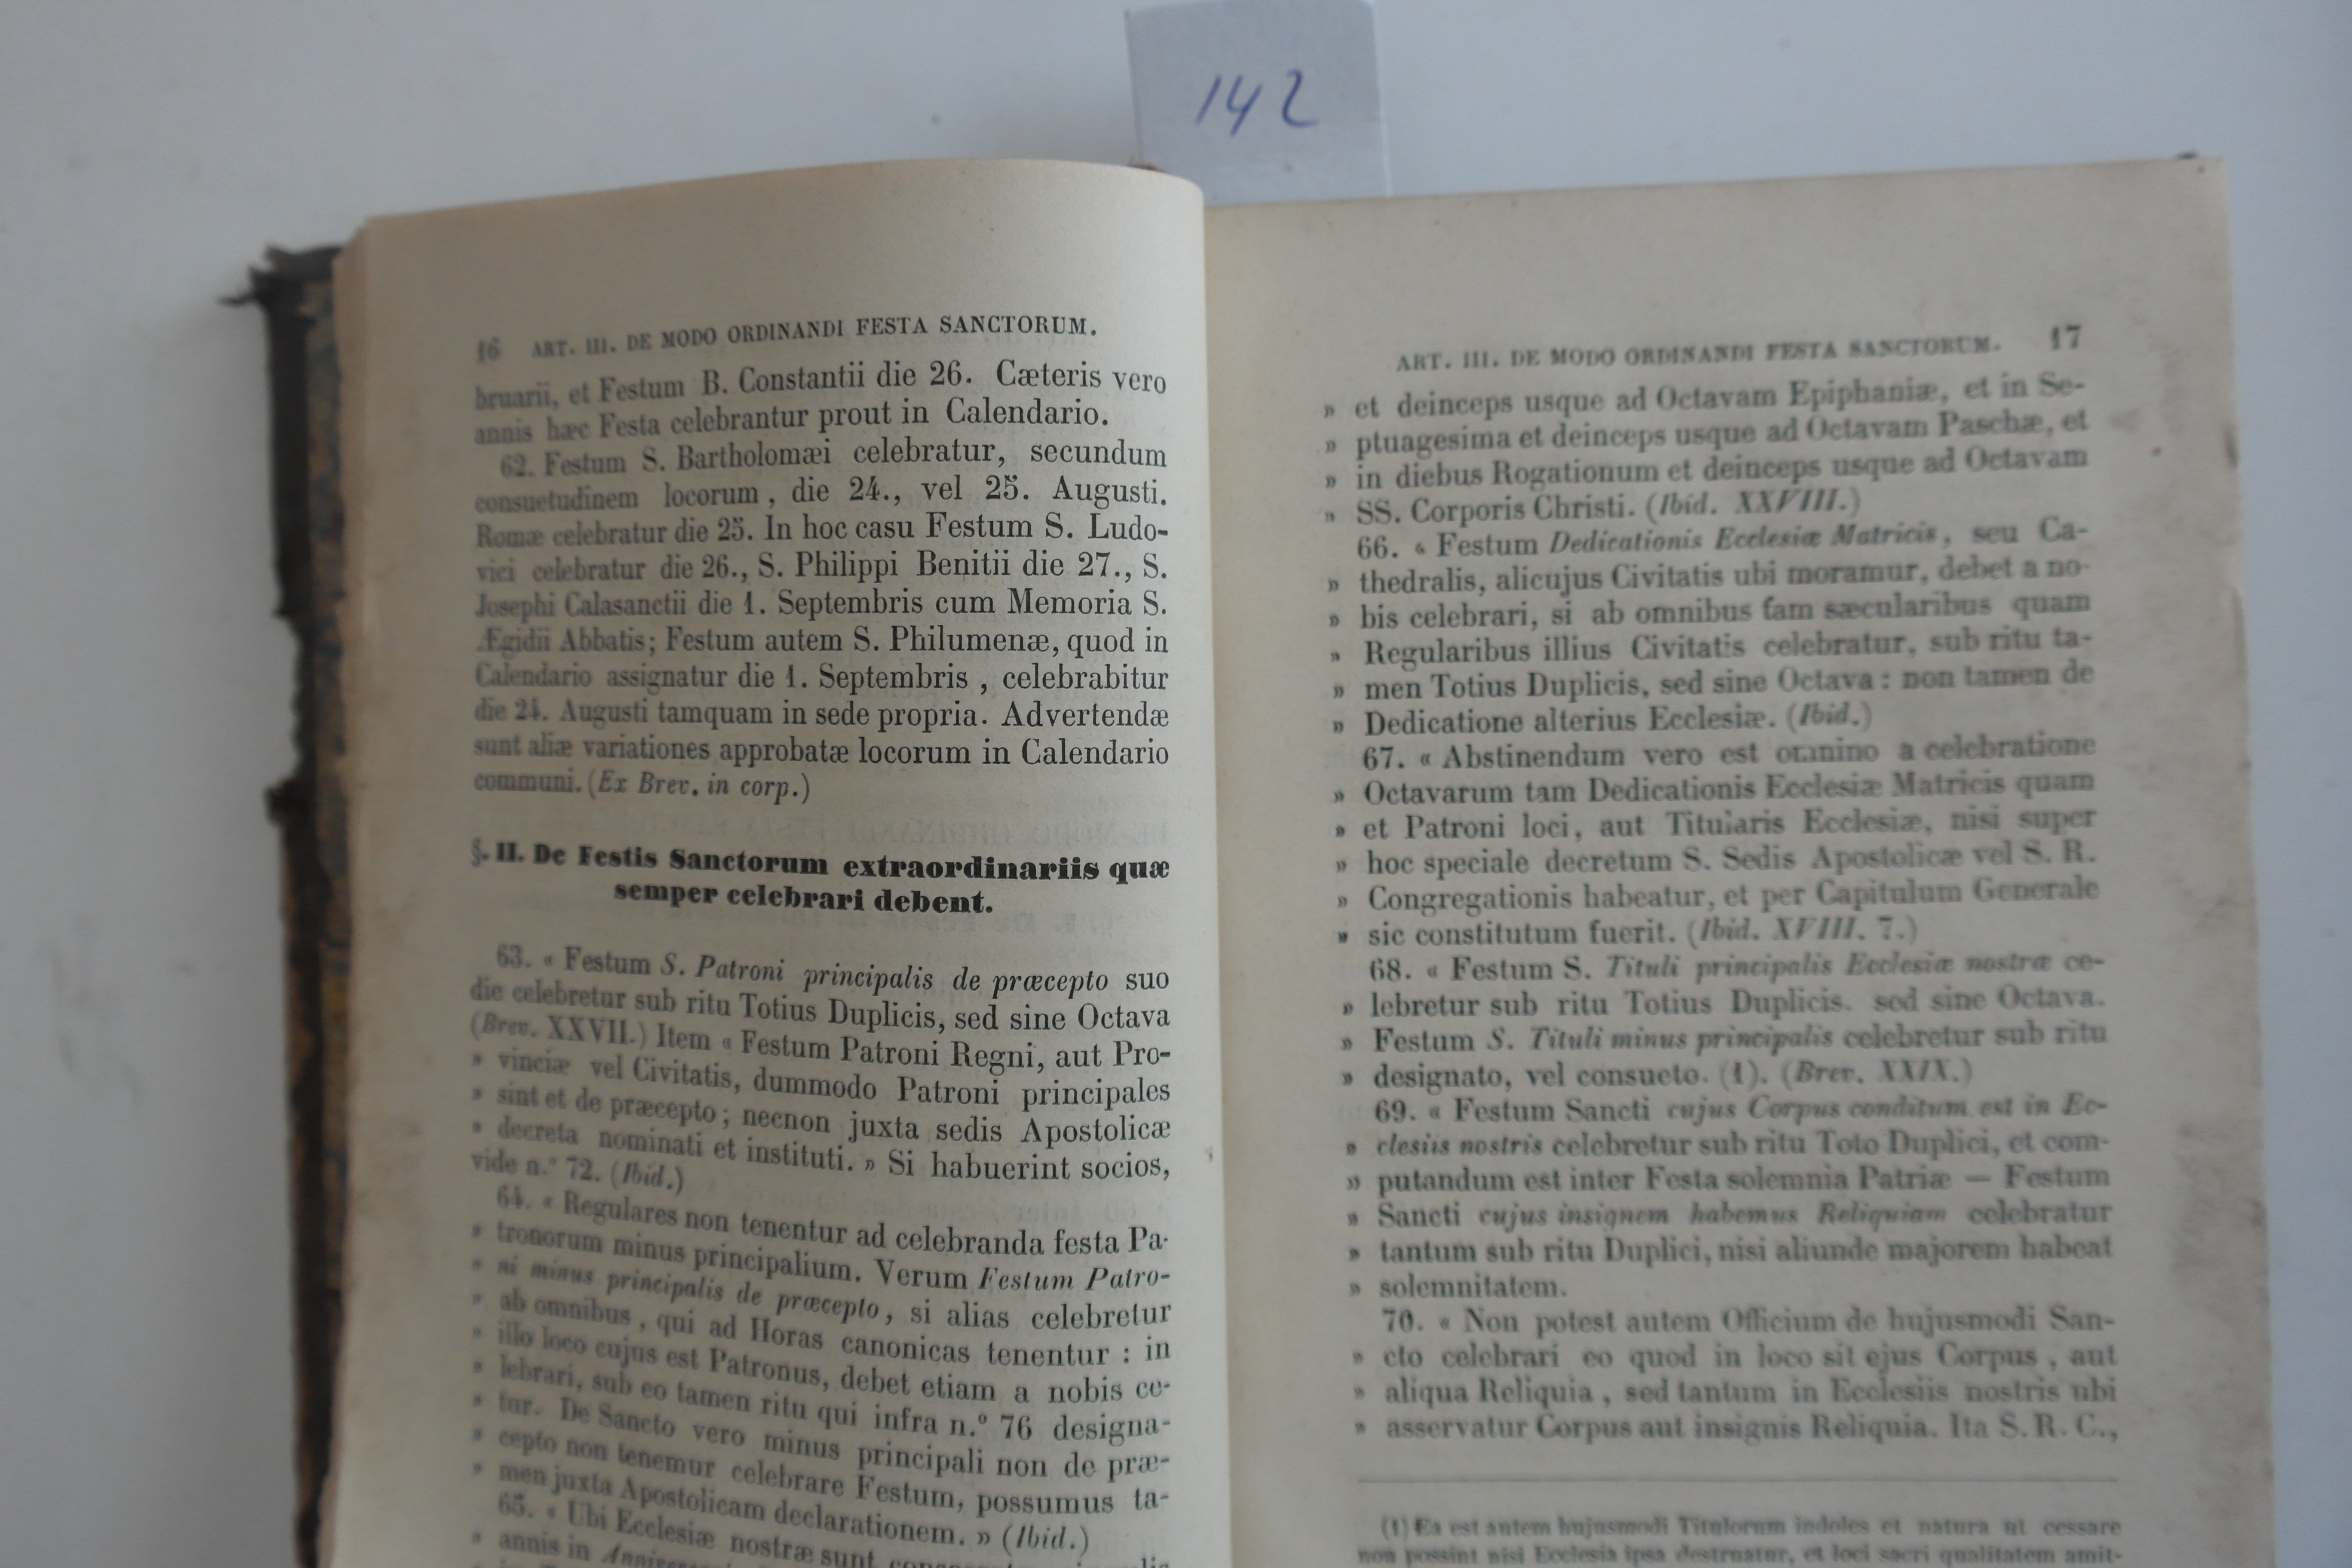 142
16 ART. III. DE MODO ORDINANDI FESTA SANCTORUM.
bruarii, et Festum B. Constantii die 26. Cæteris vero
annis hæc Festa celebrantur prout in Calendario.
62. Festum S. Bartholomæi celebratur, secundum
consuetudinem locorum, die 24., vel 25. Augusti.
Romæ celebratur die 25. In hoc casu Festum S. Ludo-
vici celebratur die 26., S. Philippi Benitii die 27., S.
Josephi Calasanctii die 1. Septembris cum Memoria S.
Ægidii Abbatis; Festum autem S. Philumenæ, quod in
Calendario assignatur die 1. Septembris, celebrabitur
die 24. Augusti tamquam in sede propria. Advertendæ
sunt aliæ variationes approbatæ locorum in Calendario
communi. (Ex Brev. in corp.)
§. II. De Festis Sanctorum extraordinariis quæ
semper celebrari debent.
63. « Festum S. Patroni principalis de præcepto suo
die celebretur sub ritu Totius Duplicis, sed sine Octava
(Brev. XXVII.) Item « Festum Patroni Regni, aut Pro-
» vinciæ vel Civitatis, dummodo Patroni principales
» sint et de præcepto; necnon juxta sedis Apostolicæ
» decreta nominati et instituti. » Si habuerint socios,
vide n.º 72. (Ibid.)
64. « Regulares non tenentur ad celebranda festa Pa-
» tronorum minus principalium. Verum Festum Patro-
» ni minus principalis de præcepto, si alias celebretur
» ab omnibus, qui ad Horas canonicas tenentur : in
» illo loco cujus est Patronus, debet etiam a nobis ce-
» lebrari, sub eo tamen ritu qui infra n.º 76 designa-
» tur. De Sancto vero minus principali non de præ-
» cepto non tenemur celebrare Festum, possumus ta-
» men juxta Apostolicam declarationem. » (Ibid.)
65. « Ubi Ecclesiæ nostræ sunt
» annis in
ART. III. DE MODO ORDINANDI FESTA SANCTORUM. 17
» et deinceps usque ad Octavam Epiphaniæ, et in Se-
» ptuagesima et deinceps usque ad Octavam Paschæ, et
» in diebus Rogationum et deinceps usque ad Octavam
» SS. Corporis Christi. (Ibid. XXVIII.)
66. « Festum Dedicationis Ecclesiæ Matricis, seu Ca-
» thedralis, alicujus Civitatis ubi moramur, debet a no-
» bis celebrari, si ab omnibus tam sæcularibus quam
» Regularibus illius Civitatis celebratur, sub ritu ta-
» men Totius Duplicis, sed sine Octava : non tamen de
» Dedicatione alterius Ecclesiæ. (Ibid.)
67. « Abstinendum vero est omnino a celebratione
» Octavarum tam Dedicationis Ecclesiæ Matricis quam
» et Patroni loci, aut Titularis Ecclesiæ, nisi super
» hoc speciale decretum S. Sedis Apostolicæ vel S. R.
» Congregationis habeatur, et per Capitulum Generale
» sic constitutum fuerit. (Ibid. XVIII. 7.)
68. « Festum S. Tituli principalis Ecclesiæ nostræ ce-
» lebretur sub ritu Totius Duplicis. sed sine Octava.
» Festum S. Tituli minus principalis celebretur sub ritu
» designato, vel consueto. (1). (Brev. XXIX.)
69. « Festum Sancti cujus Corpus conditum est in Ec-
» clesiis nostris celebretur sub ritu Toto Duplici, et com-
» putandum est inter Festa solemnia Patriæ — Festum
» Sancti cujus insignem habemus Reliquiam celebratur
» tantum sub ritu Duplici, nisi aliunde majorem habeat
» solemnitatem.
70. « Non potest autem Officium de hujusmodi San-
» cto celebrari eo quod in loco sit ejus Corpus, aut
» aliqua Reliquia, sed tantum in Ecclesiis nostris ubi
» asservatur Corpus aut insignis Reliquia. Ita S. R. C.,
(1) Ea est autem hujusmodi Titulorum indoles et natura ut cessare
non possint nisi Ecclesia ipsa destruatur, et loci sacri qualitatem amit-